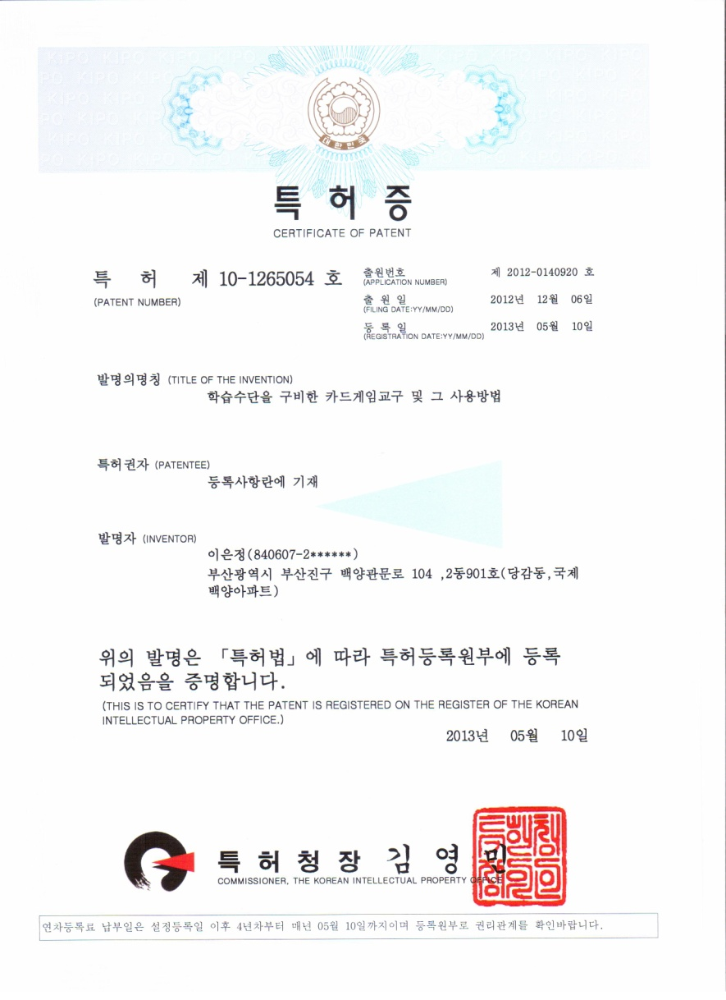 KIPO KIPO KIPO KIPO
대한민국
특 허 증
CERTIFICATE OF PATENT
특 허 제 10-1265054 호
(PATENT NUMBER)
출원번호 제 2012-0140920 호
(APPLICATION NUMBER)
출 원 일 2012년 12월 06일
(FILING DATE:YY/MM/DD)
등 록 일 2013년 05월 10일
(REGISTRATION DATE:YY/MM/DD)
발명의명칭 (TITLE OF THE INVENTION)
학습수단을 구비한 카드게임교구 및 그 사용방법
특허권자 (PATENTEE)
등록사항란에 기재
발명자 (INVENTOR)
이은정(840607-2******)
부산광역시 부산진구 백양관문로 104 ,2동901호(당감동,국제
백양아파트)
위의 발명은 「특허법」에 따라 특허등록원부에 등록
되었음을 증명합니다.
(THIS IS TO CERTIFY THAT THE PATENT IS REGISTERED ON THE REGISTER OF THE KOREAN
INTELLECTUAL PROPERTY OFFICE.)
2013년 05월 10일
특 허 청 장 김 영 민
COMMISSIONER, THE KOREAN INTELLECTUAL PROPERTY OFFICE
연차등록료 납부일은 설정등록일 이후 4년차부터 매년 05월 10일까지이며 등록원부로 권리관계를 확인바랍니다.